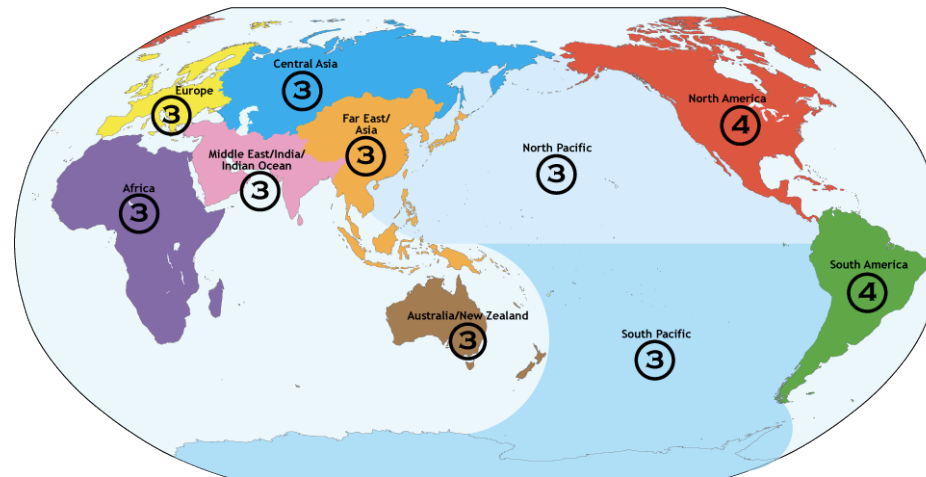 Central Asia
3
Europe
3
Far East/
Asia
3
North America
4
Middle East/India/
Indian Ocean
3
North Pacific
3
Africa
3
South America
4
Australia/New Zealand
3
South Pacific
3